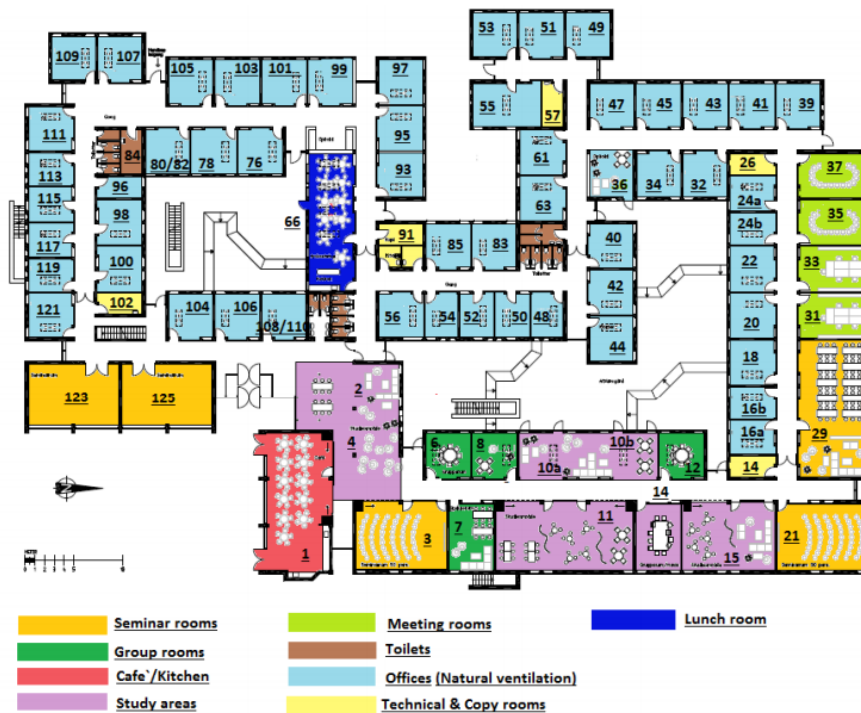 53 51 49
109 107
105 103 101 99 97
55 57
47 45 43 41 39
111
95
84 80/82 78 76
61
113
93
36 34 32
26 37
96
115
66
63
24a
98
35
24b
117
91 85 83
40
100
22 33
119
102
42
121 104 106 108/110
56 54 52 50 48
20 31
44
18
123 125
2
16b
4
6 8 10b
16a
29
10a 12
14
14
1 3 7 11 15 21
Seminar rooms
Group rooms
Cafe`/Kitchen
Study areas
Meeting rooms
Toilets
Offices (Natural ventilation)
Technical & Copy rooms
Lunch room